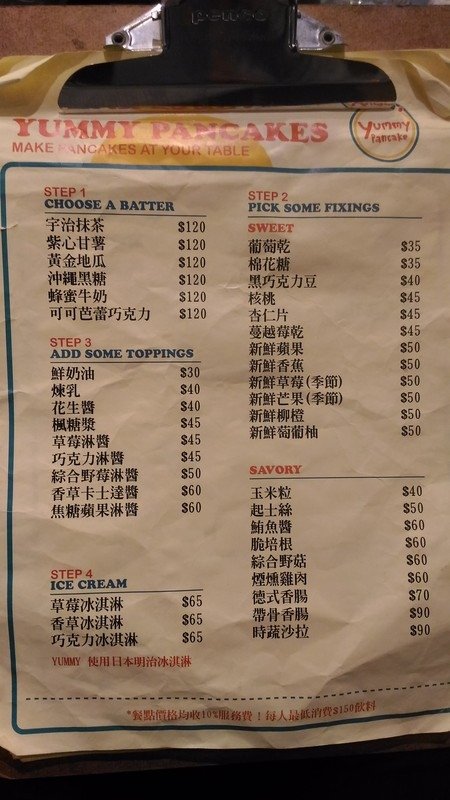 penco
YUMMY PANCAKES
MAKE PANCAKES AT YOUR TABLE
Yummy
Pancake
STEP 1
CHOOSE A BATTER
宇治抹茶 $120
紫心甘薯 $120
黃金地瓜 $120
沖繩黑糖 $120
蜂蜜牛奶 $120
可可芭蕾巧克力 $120
STEP 3
ADD SOME TOPPINGS
鮮奶油 $30
煉乳 $40
花生醬 $40
楓糖漿 $45
草莓淋醬 $45
巧克力淋醬 $45
綜合野莓淋醬 $50
香草卡士達醬 $60
焦糖蘋果淋醬 $60
STEP 4
ICE CREAM
草莓冰淇淋 $65
香草冰淇淋 $65
巧克力冰淇淋 $65
YUMMY 使用日本明治冰淇淋
STEP 2
PICK SOME FIXINGS
SWEET
葡萄乾 $35
棉花糖 $35
黑巧克力豆 $40
核桃 $45
杏仁片 $45
蔓越莓乾 $45
新鮮蘋果 $50
新鮮香蕉 $50
新鮮草莓(季節) $50
新鮮芒果(季節) $50
新鮮柳橙 $50
新鮮葡萄柚 $50
SAVORY
玉米粒 $40
起士絲 $50
鮪魚醬 $60
脆培根 $60
綜合野菇 $60
煙燻雞肉 $60
德式香腸 $70
帶骨香腸 $90
時蔬沙拉 $90
*餐點價格均收10%服務費！每人最低消費$150飲料